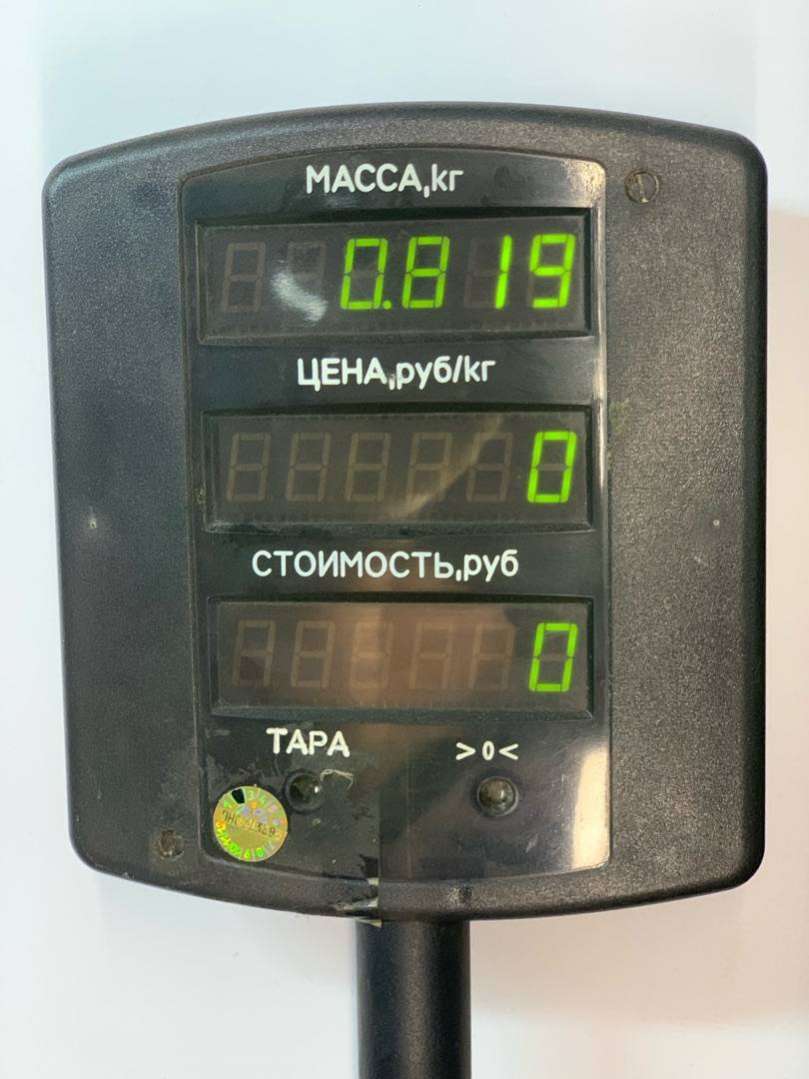 МАССА,кг
0.819
ЦЕНА,руб/кг
0
СТОИМОСТЬ,руб
0
ТАРА >0<